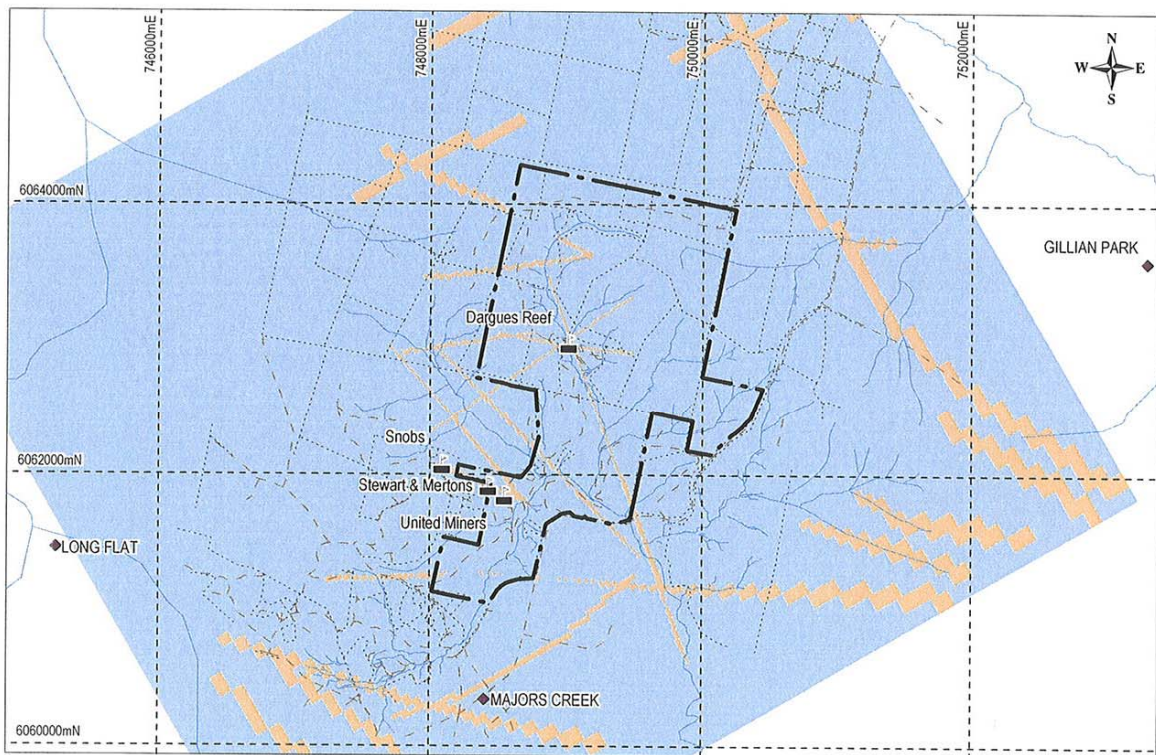 746000mE
748000mE
750000mE
752000mE
N
W E
S
6064000mN
GILLIAN PARK
Dargues Reef
Snobs
6062000mN
Stewart & Mertons
United Miners
LONG FLAT
MAJORS CREEK
6060000mN